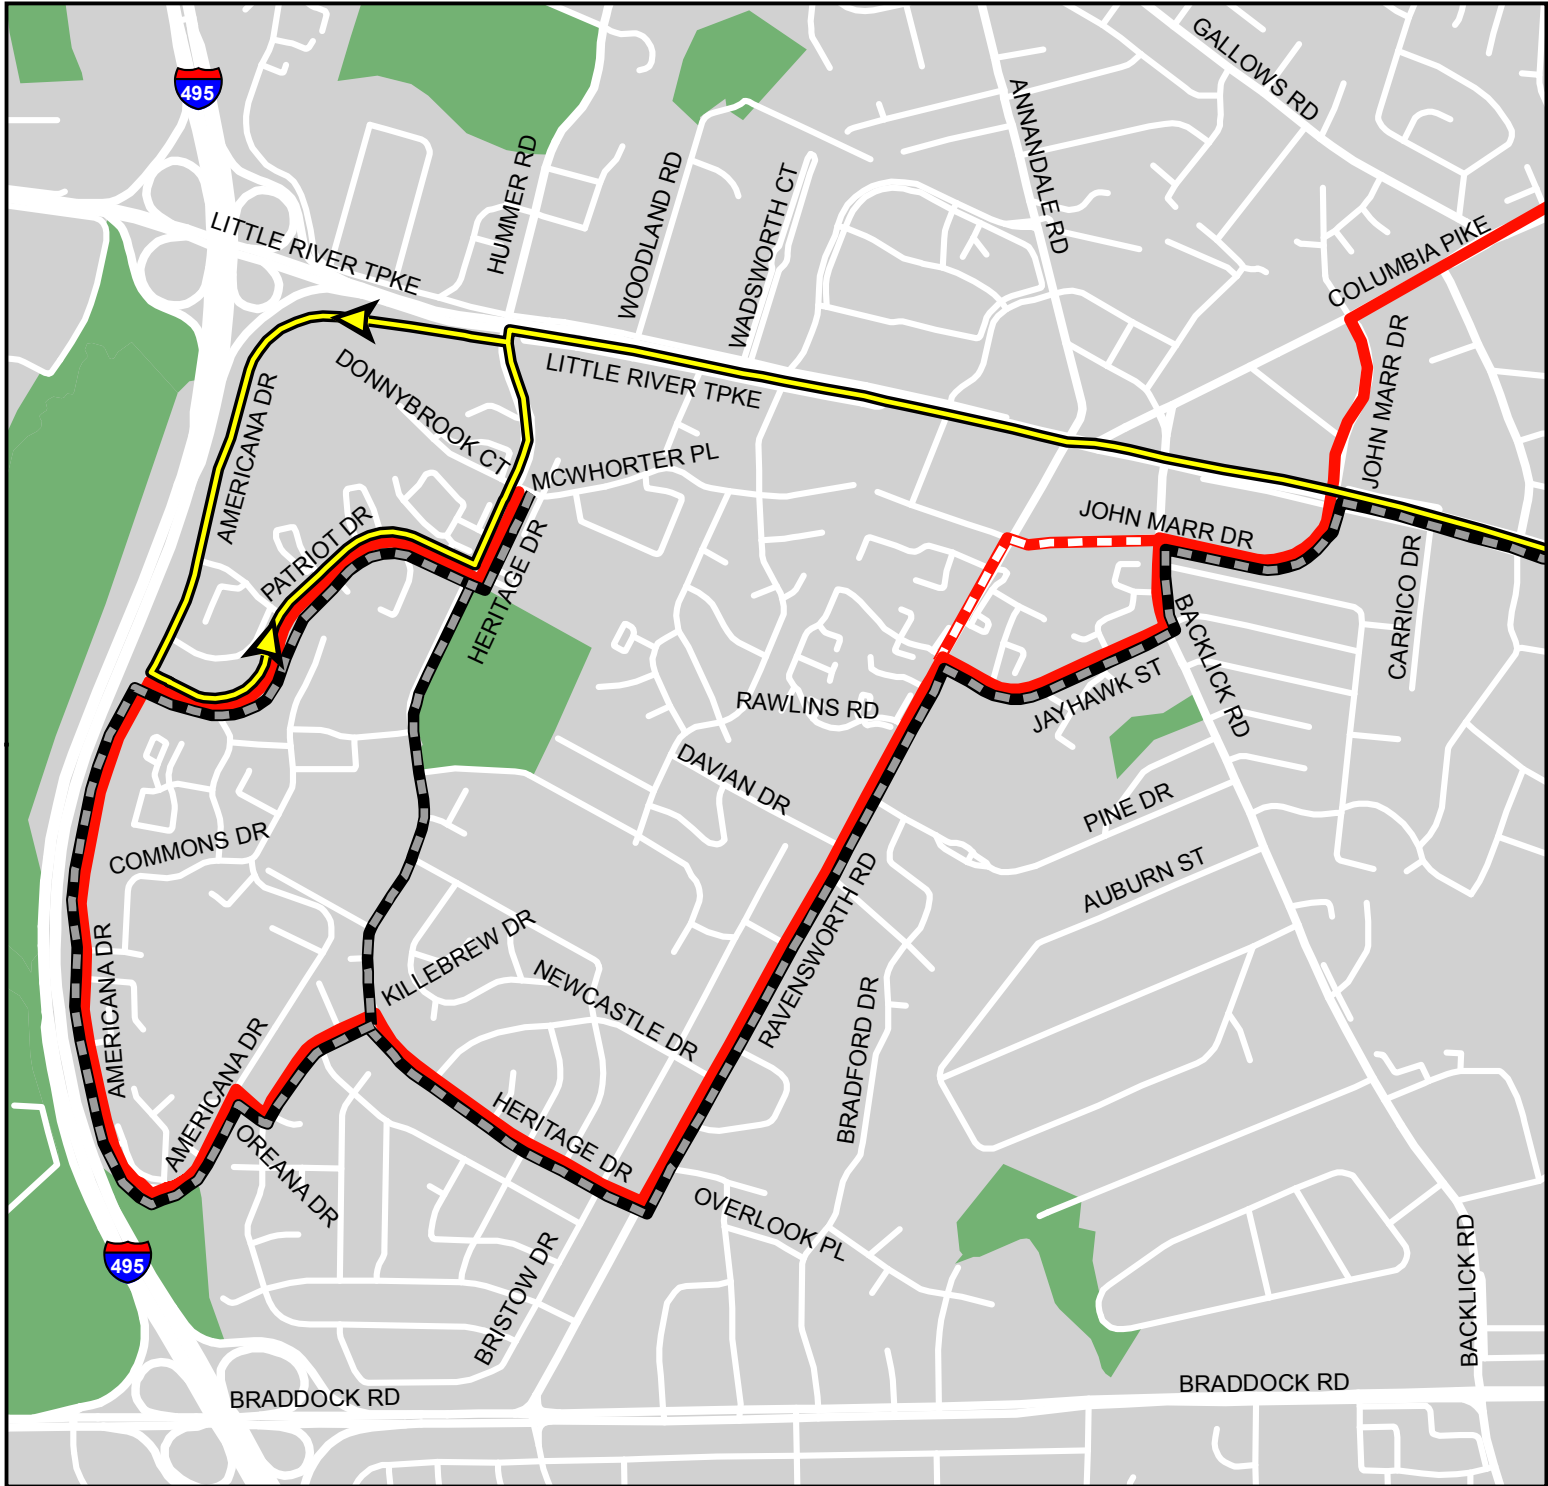 GALLOWS RD
495
ANNANDALE RD
HUMMER RD
WOODLAND RD
WADSWORTH CT
LITTLE RIVER TPKE
COLUMBIA PIKE
JOHN MARR DR
DONNYBROOK CT
LITTLE RIVER TPKE
AMERICANA DR
MCWHORTER PL
PATRIOT DR
HERITAGE DR
JOHN MARR DR
CARRICO DR
HERITAGE DR
BACKLICK RD
JAYHAWK ST
RAWLINS RD
DAVIAN DR
PINE DR
COMMONS DR
AUBURN ST
RAVENSWORTH RD
KILLEBREW DR
NEWCASTLE DR
AMERICANA DR
BRADFORD DR
AMERICANA DR
HERITAGE DR
OREANA DR
OVERLOOK PL
495
BRISTOW DR
BACKLICK RD
BRADDOCK RD
BRADDOCK RD